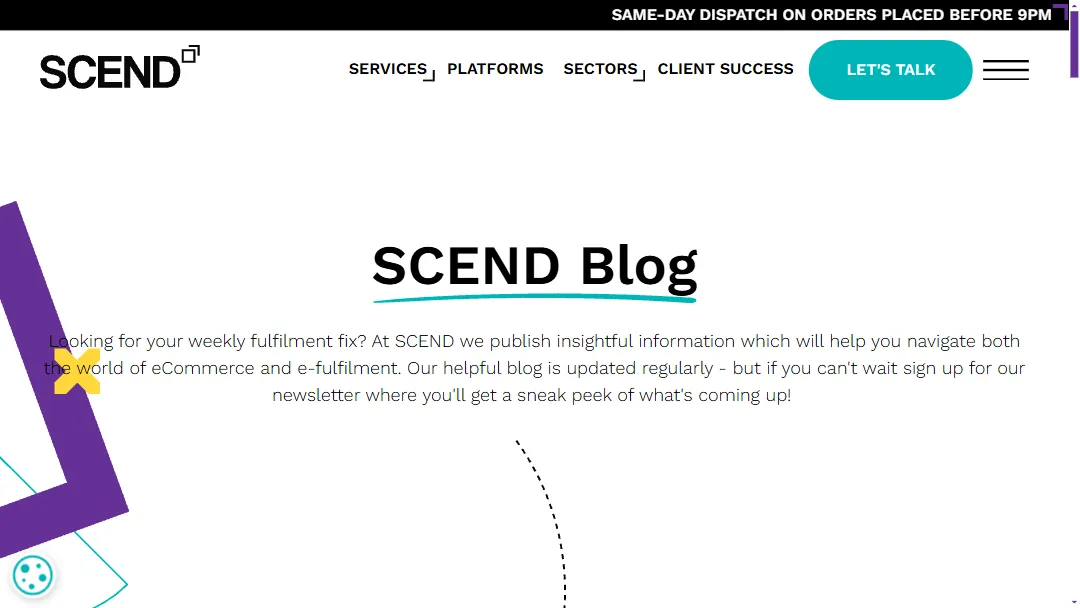 SAME-DAY DISPATCH ON ORDERS PLACED BEFORE 9PM
SCEND
SERVICES PLATFORMS SECTORS CLIENT SUCCESS LET'S TALK
SCEND Blog
Looking for your weekly fulfilment fix? At SCEND we publish insightful information which will help you navigate both
the world of eCommerce and e-fulfilment. Our helpful blog is updated regularly - but if you can't wait sign up for our
newsletter where you'll get a sneak peek of what's coming up!